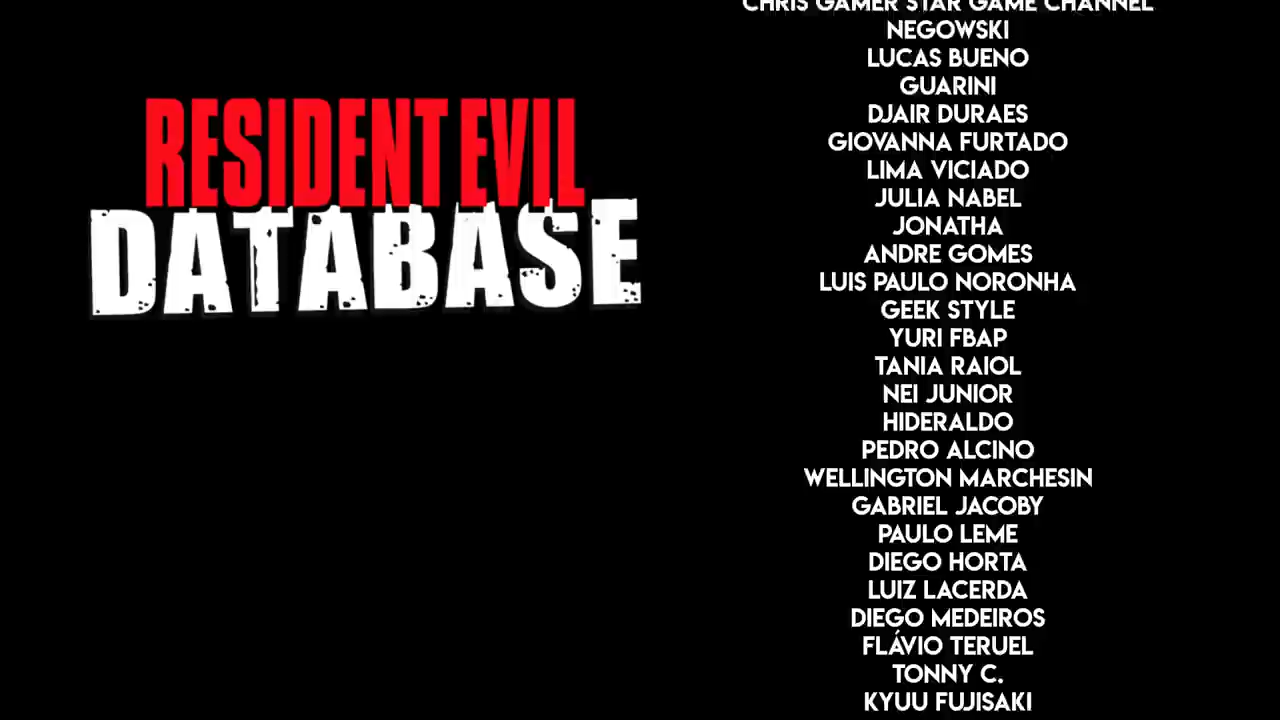 RESIDENT EVIL
DATABASE
CHRIS GAMER STAR GAME CHANNEL
NEGOWSKI
LUCAS BUENO
GUARINI
DJAIR DURAES
GIOVANNA FURTADO
LIMA VICIADO
JULIA NABEL
JONATHA
ANDRE GOMES
LUIS PAULO NORONHA
GEEK STYLE
YURI FBAP
TANIA RAIOL
NEI JUNIOR
HIDERALDO
PEDRO ALCINO
WELLINGTON MARCHESIN
GABRIEL JACOBY
PAULO LEME
DIEGO HORTA
LUIZ LACERDA
DIEGO MEDEIROS
FLÁVIO TERUEL
TONNY C.
KYUU FUJISAKI